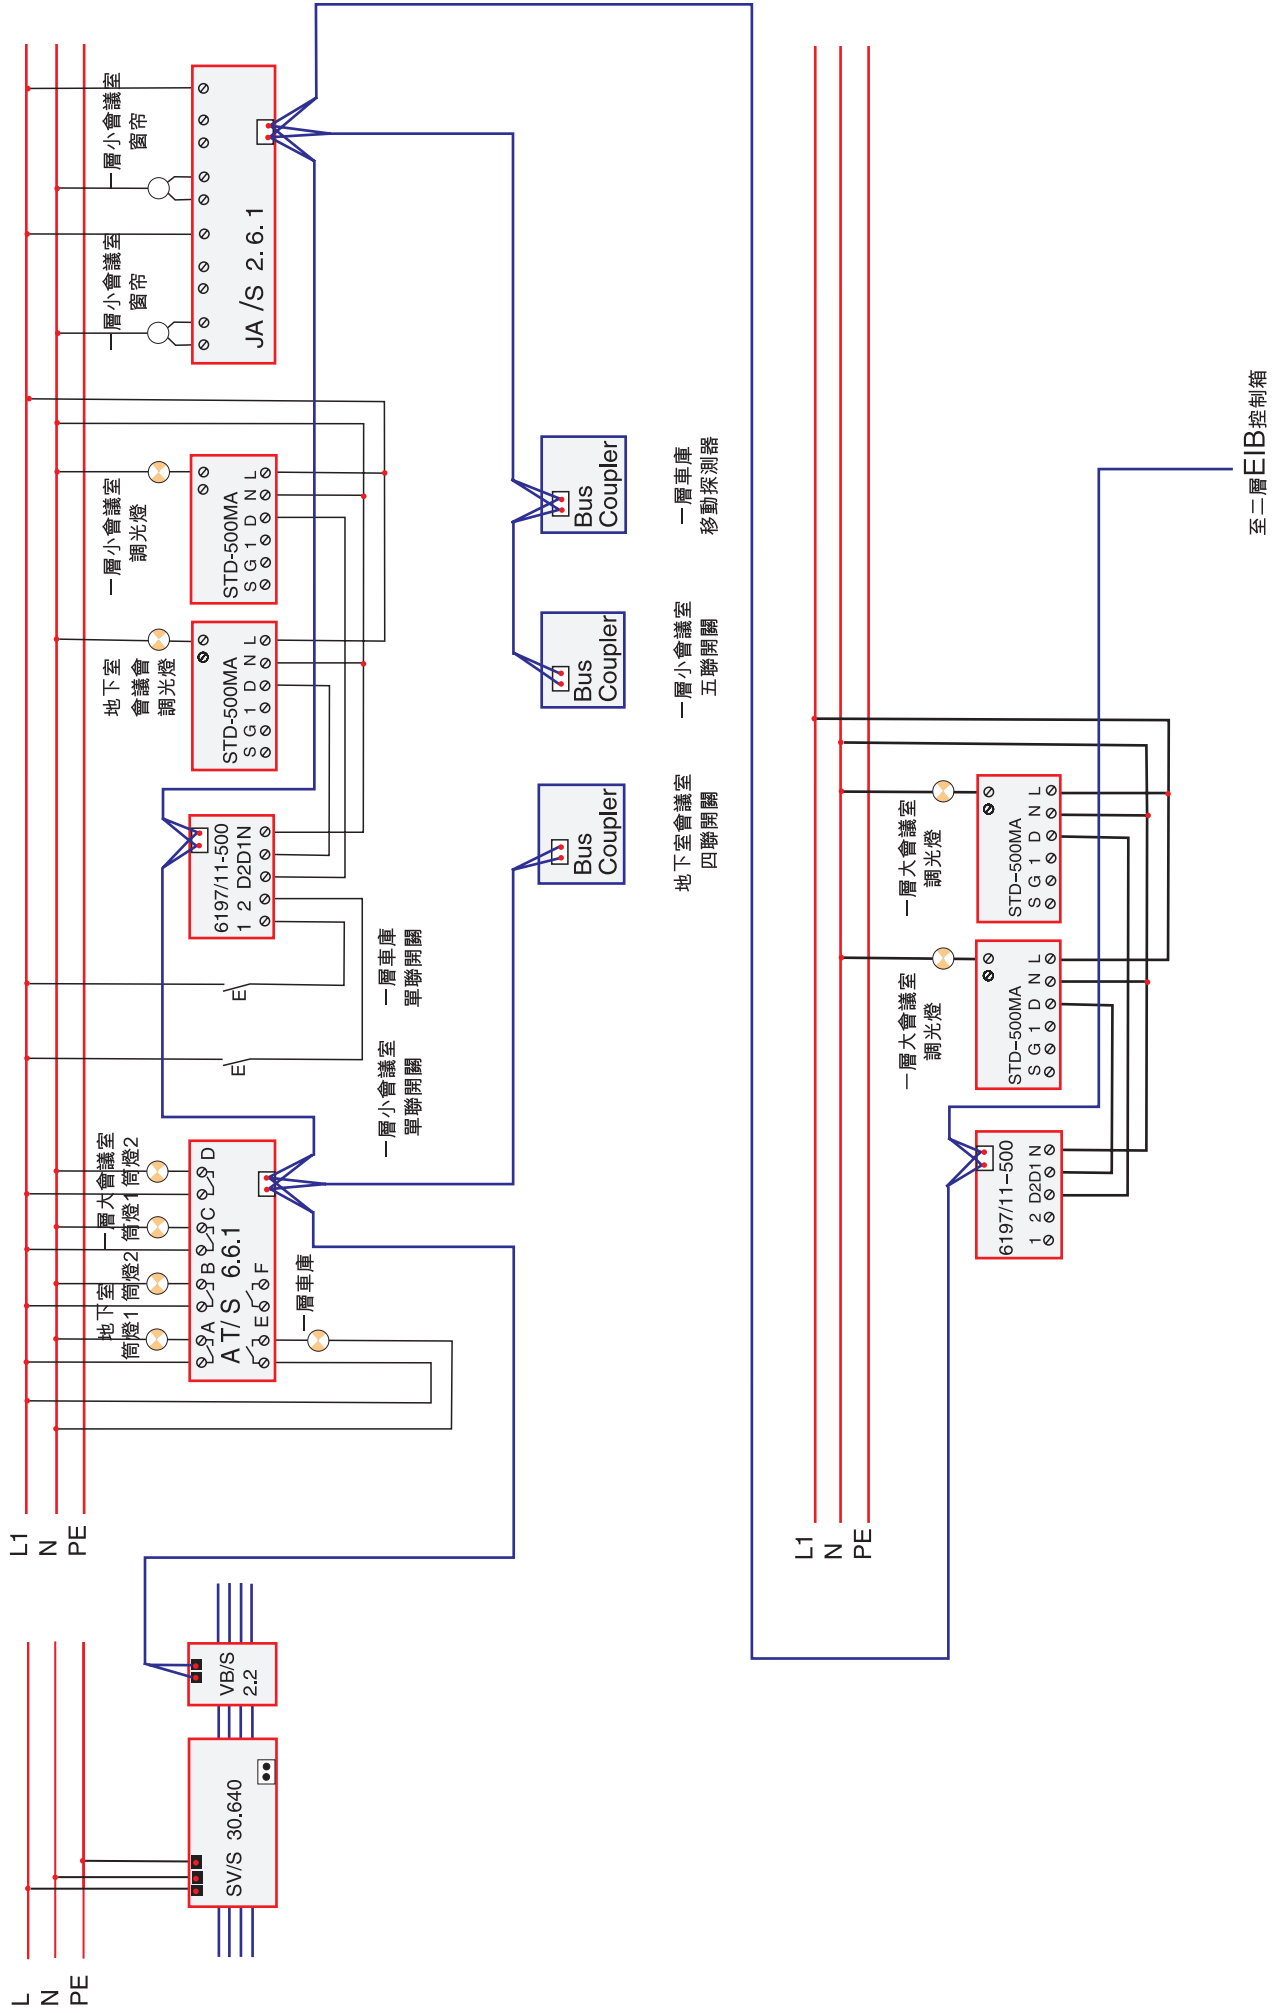 L
N
PE
SV/S 30.640
VB/S
2.2
L1
N
PE
地下室
筒燈1 筒燈2
一層大會議室
筒燈1 筒燈2
A B C D
AT/S 6.6.1
E F
一層車庫
E
E
一層小會議室
單聯開關
一層車庫
單聯開關
6197/11-500
1 2 D2D1N
地下室
會議會
調光燈
STD-500MA
S G 1 D N L
一層小會議室
調光燈
STD-500MA
S G 1 D N L
一層小會議室
窗帘
一層小會議室
窗帘
JA/S 2.6.1
Bus
Coupler
地下室會議室
四聯開關
Bus
Coupler
一層小會議室
五聯開關
Bus
Coupler
一層車庫
移動探測器
L1
N
PE
6197/11-500
1 2 D2D1 N
一層大會議室
調光燈
STD-500MA
S G 1 D N L
一層大會議室
調光燈
STD-500MA
S G 1 D N L
至二層EIB控制箱